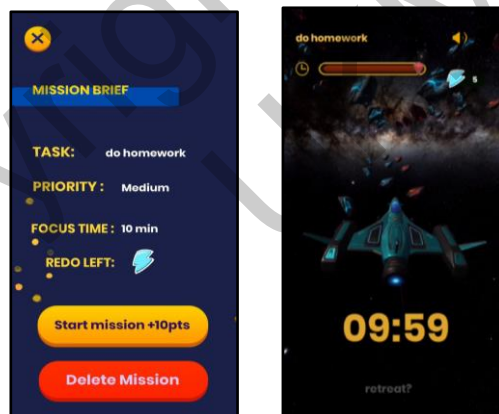 MISSION BRIEF
TASK: do homework
PRIORITY : Medium
FOCUS TIME : 10 min
REDO LEFT:
Start mission +10pts
Delete Mission
do homework
5
09:59
retreat?